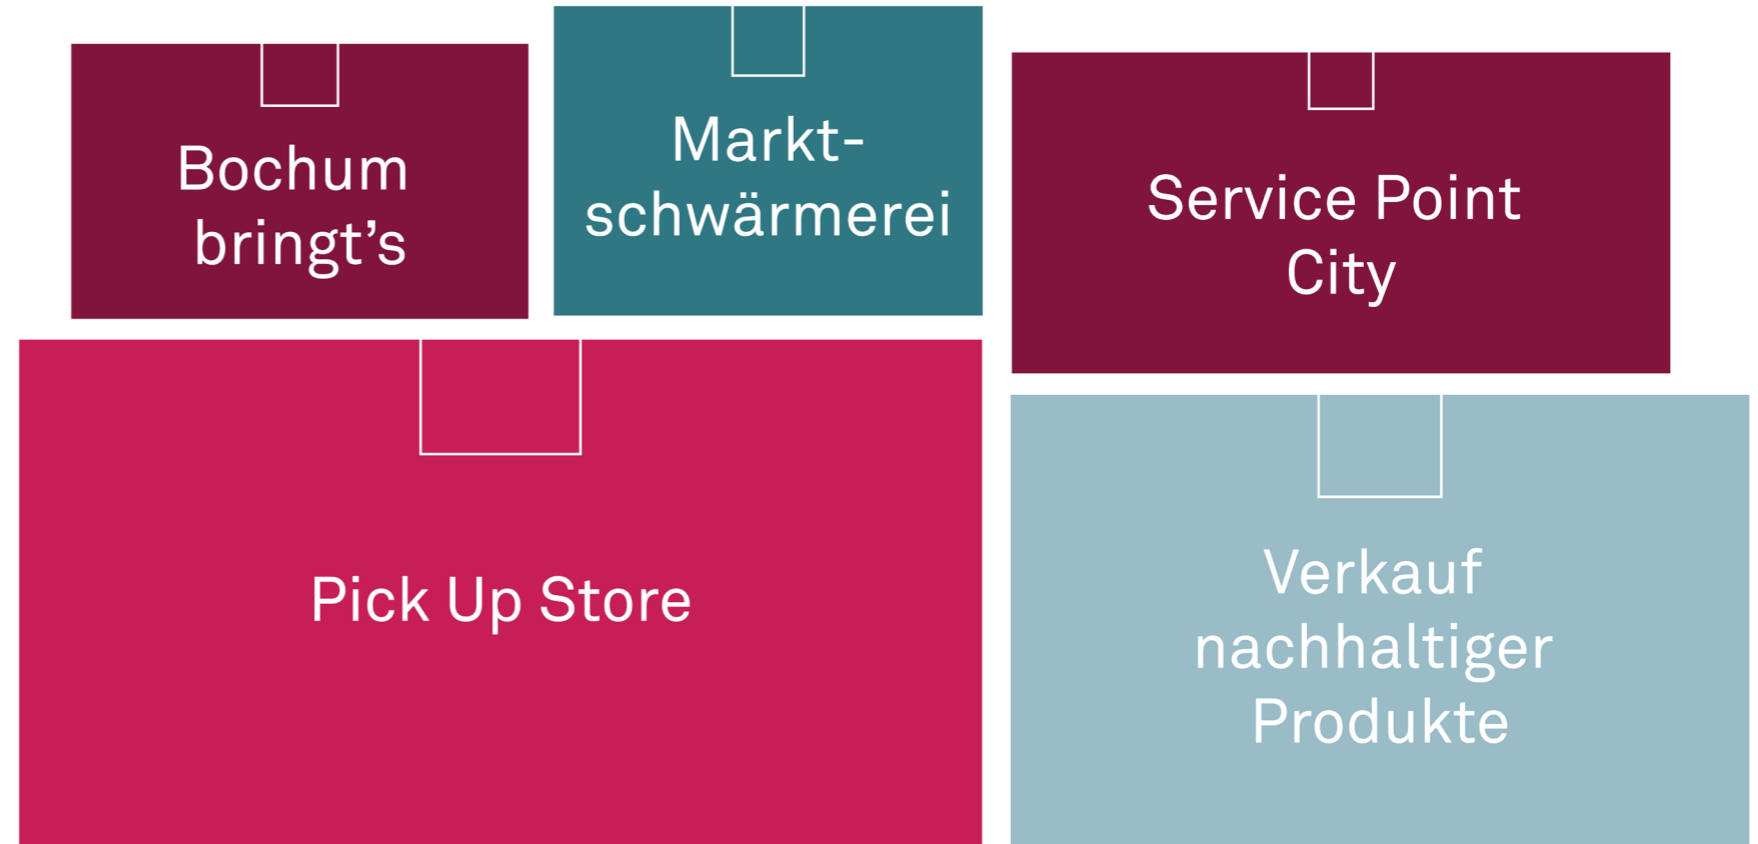 Bochum
bringt’s
Markt-
schwärmerei
Service Point
City
Pick Up Store
Verkauf
nachhaltiger
Produkte